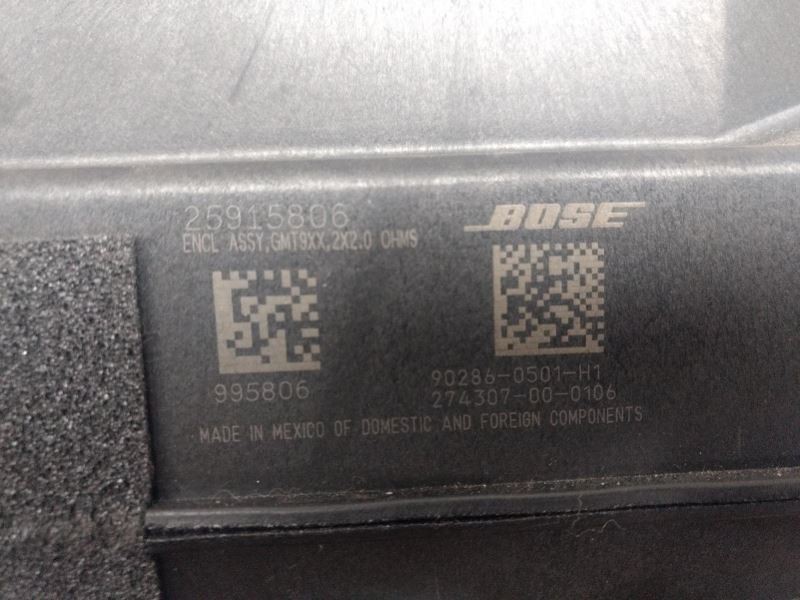 25915806
ENCL ASSY,GMT9XX,2X2.0 OHMS
995806
BOSE
90286-0501-H1
274307-00-0106
MADE IN MEXICO OF DOMESTIC AND FOREIGN COMPONENTS